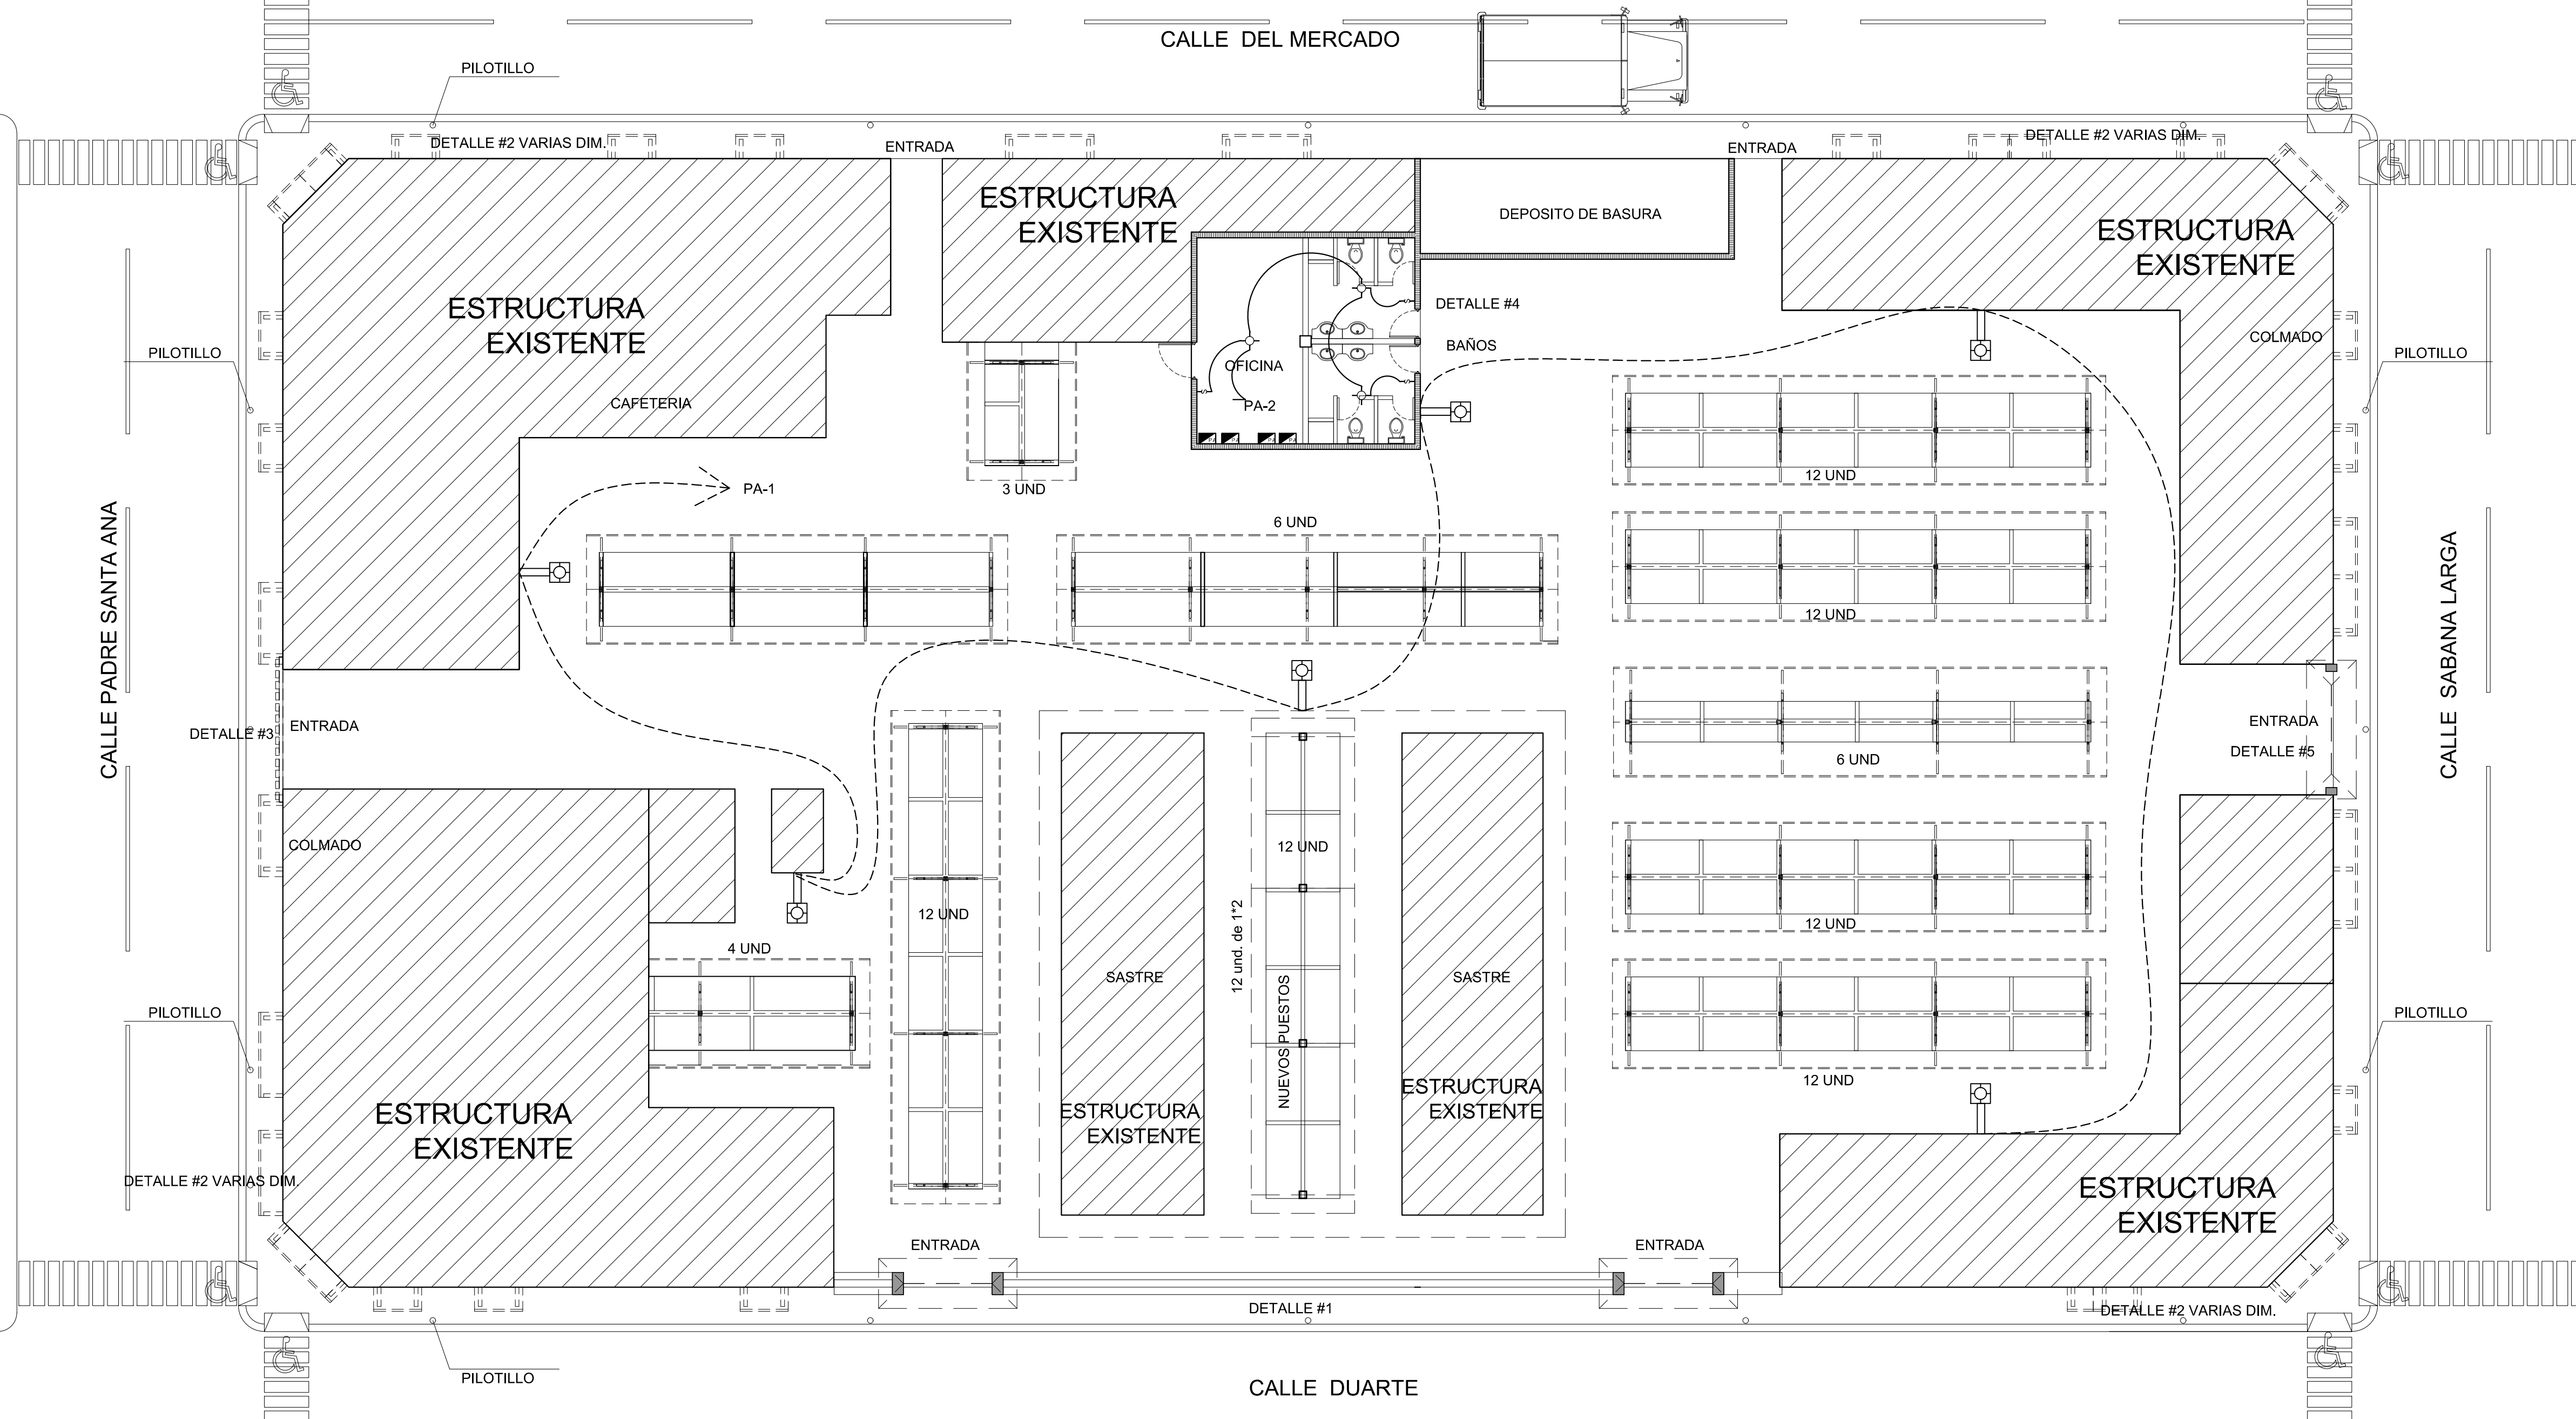 CALLE DEL MERCADO
PILOTILLO
DETALLE #2 VARIAS DIM.
ENTRADA
ENTRADA
DETALLE #2 VARIAS DIM.
ESTRUCTURA
EXISTENTE
DEPOSITO DE BASURA
ESTRUCTURA
EXISTENTE
ESTRUCTURA
EXISTENTE
DETALLE #4
COLMADO
BAÑOS
PILOTILLO
PILOTILLO
OFICINA
CAFETERIA
PA-2
12 UND
PA-1
3 UND
6 UND
CALLE PADRE SANTA ANA
CALLE SABANA LARGA
12 UND
ENTRADA
DETALLE #3
ENTRADA
DETALLE #5
6 UND
COLMADO
12 UND
12 UND
12 UND
4 UND
12 und. de 1*2
SASTRE
SASTRE
NUEVOS PUESTOS
PILOTILLO
PILOTILLO
12 UND
ESTRUCTURA
EXISTENTE
ESTRUCTURA
EXISTENTE
ESTRUCTURA
EXISTENTE
DETALLE #2 VARIAS DIM.
ESTRUCTURA
EXISTENTE
ENTRADA
ENTRADA
DETALLE #1
DETALLE #2 VARIAS DIM.
PILOTILLO
CALLE DUARTE